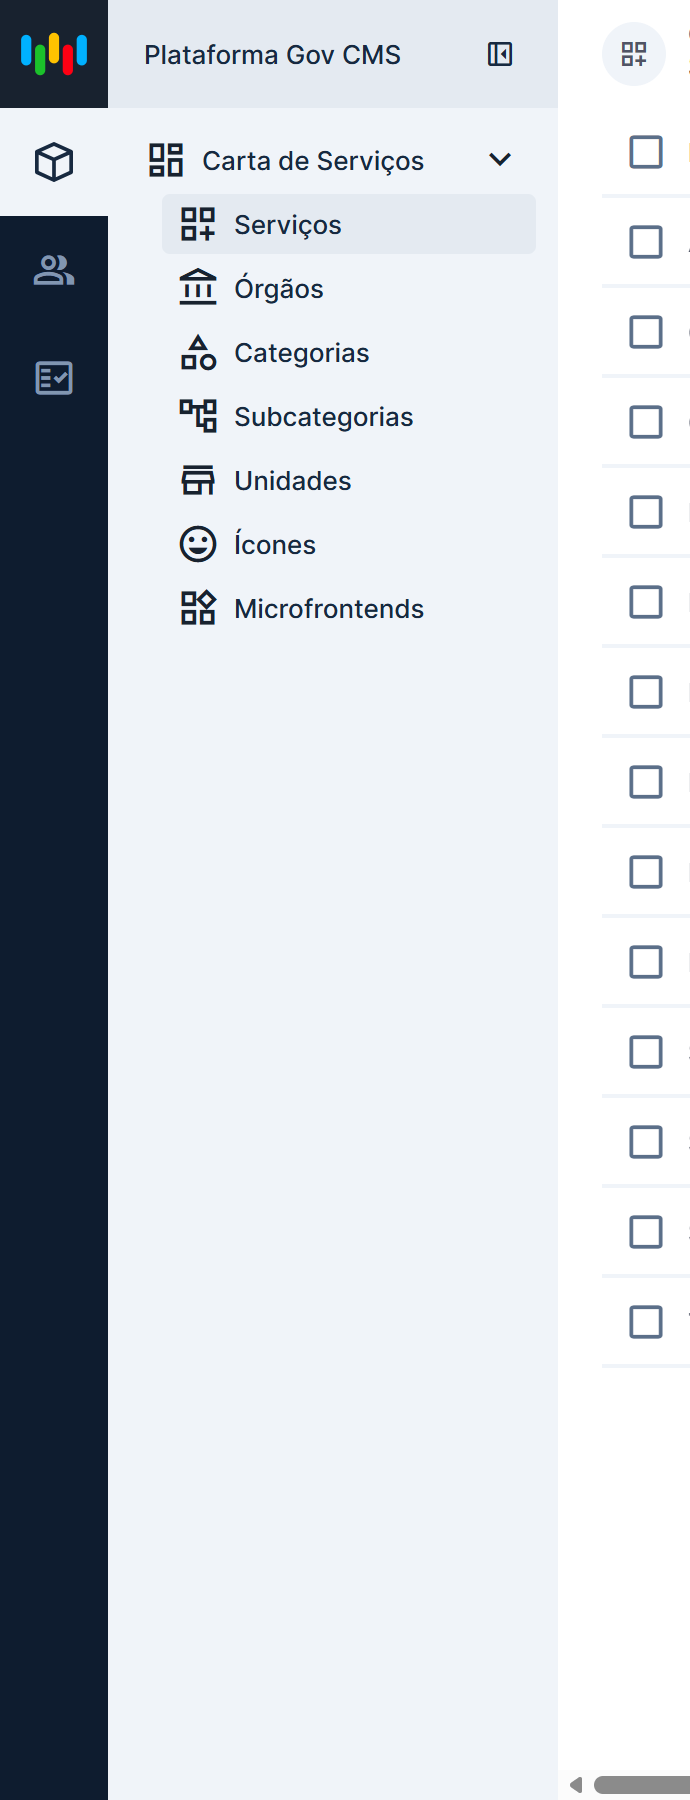 Plataforma Gov CMS
Carta de Serviços
Serviços
Órgãos
Categorias
Subcategorias
Unidades
Ícones
Microfrontends